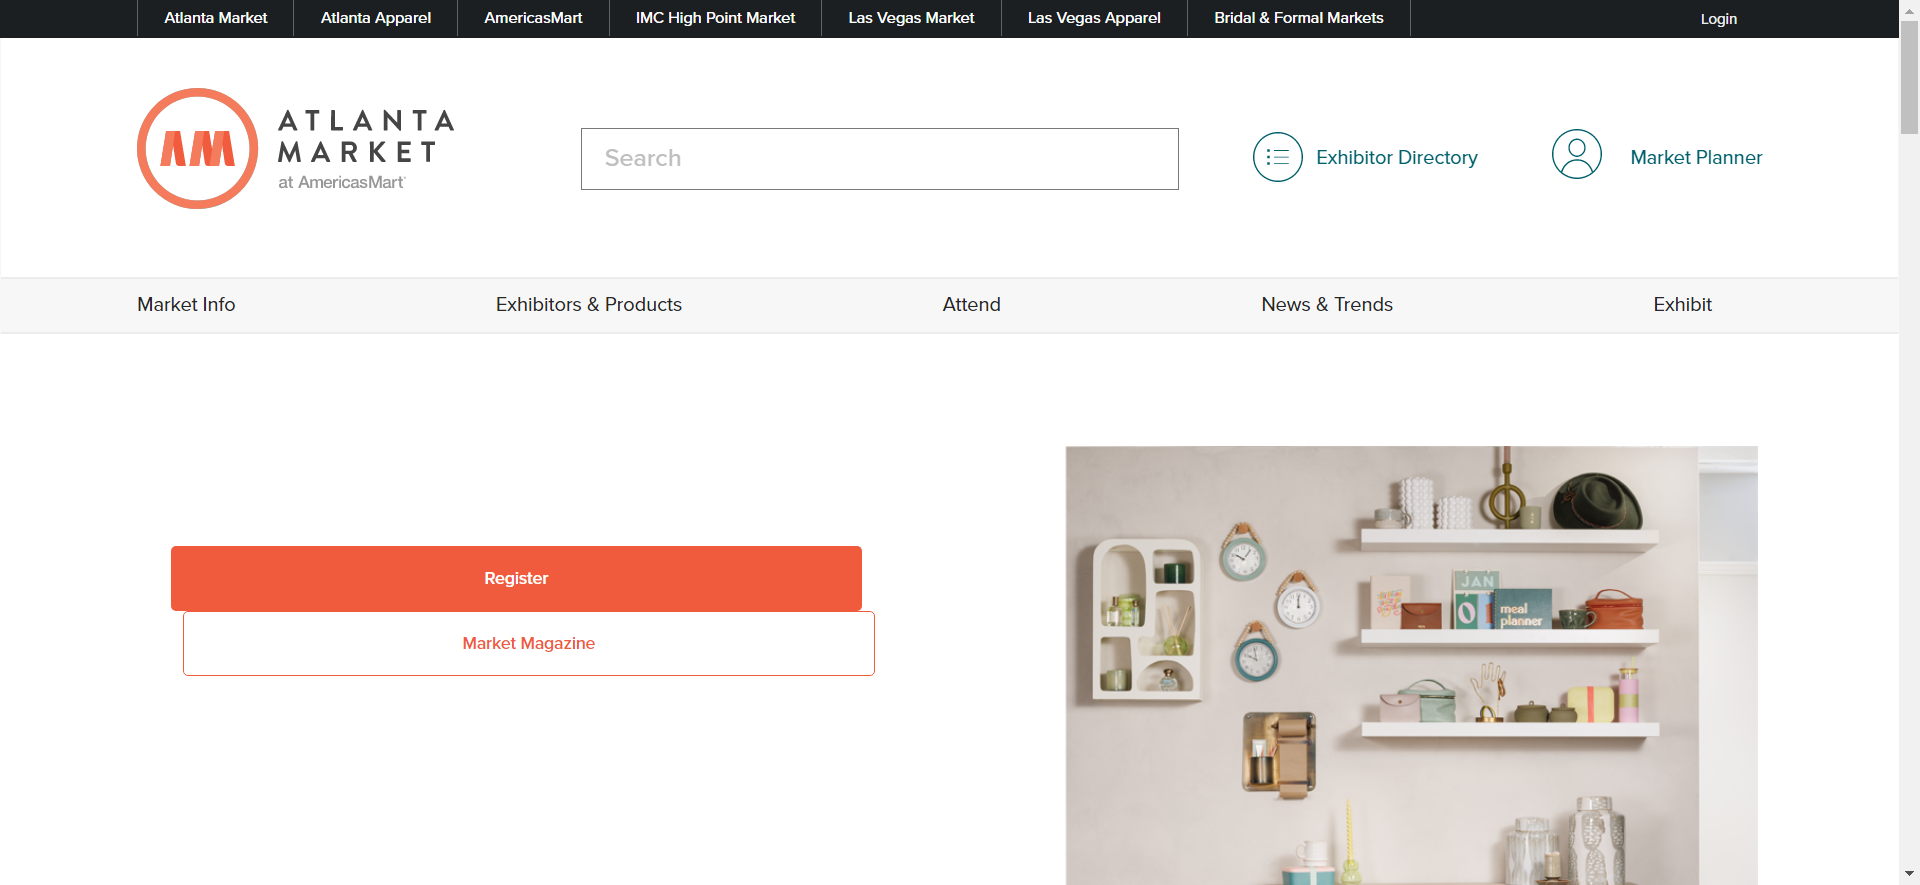 Atlanta Market
Atlanta Apparel
AmericasMart
IMC High Point Market
Las Vegas Market
Las Vegas Apparel
Bridal & Formal Markets
Login
AM
ATLANTA
MARKET
at AmericasMart
Search
Exhibitor Directory
Market Planner
Market Info
Exhibitors & Products
Attend
News & Trends
Exhibit
Register
Market Magazine
JAN
01
meal
planner